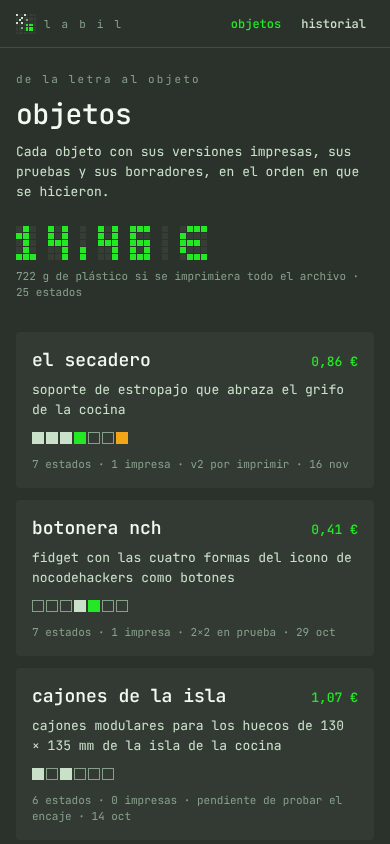 labil
objetos historial
de la letra al objeto
objetos
Cada objeto con sus versiones impresas, sus
pruebas y sus borradores, en el orden en que
se hicieron.
14,46 €
722 g de plástico si se imprimiera todo el archivo ·
25 estados
el secadero 0,86 €
soporte de estropajo que abraza el grifo
de la cocina
7 estados · 1 impresa · v2 por imprimir · 16 nov
botonera nch 0,41 €
fidget con las cuatro formas del icono de
nocodehackers como botones
7 estados · 1 impresa · 2×2 en prueba · 29 oct
cajones de la isla 1,07 €
cajones modulares para los huecos de 130
× 135 mm de la isla de la cocina
6 estados · 0 impresas · pendiente de probar el
encaje · 14 oct